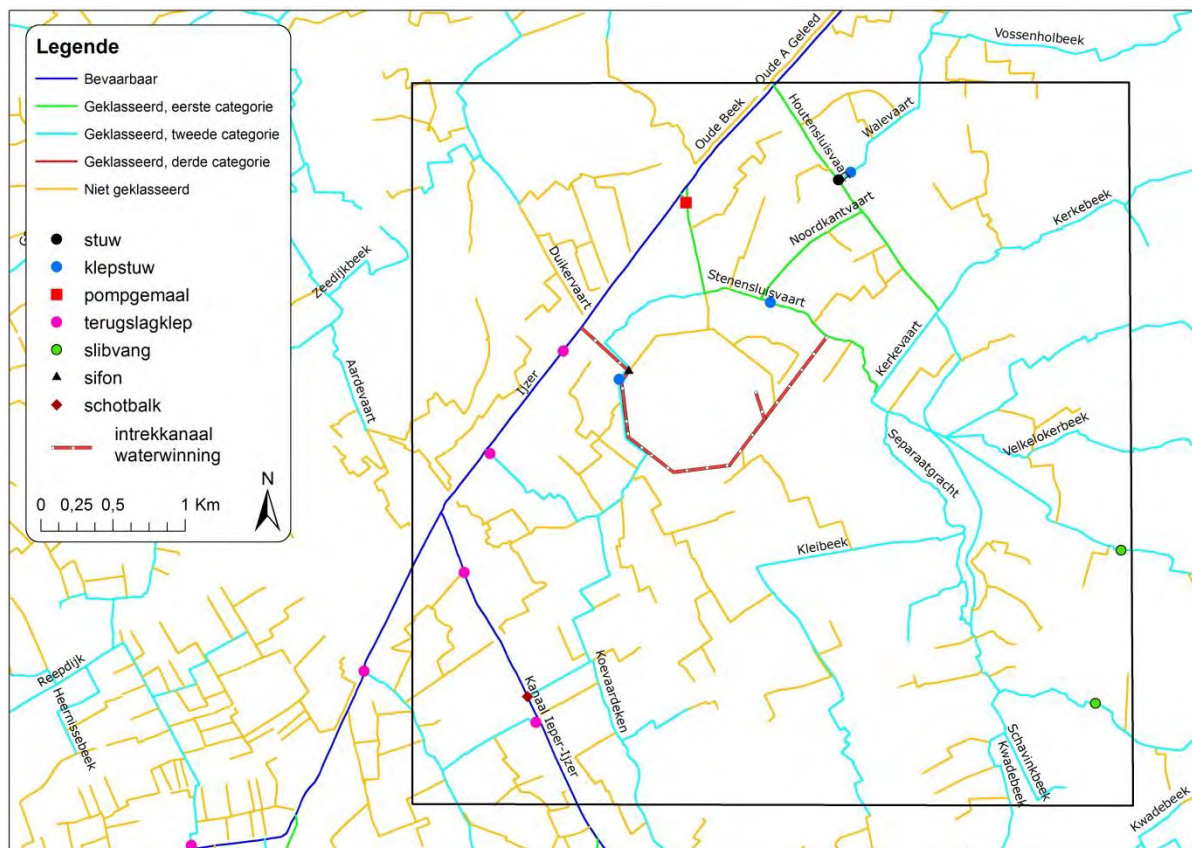 Legende
Bevaarbaar
Geklasseerd, eerste categorie
Geklasseerd, tweede categorie
Geklasseerd, derde categorie
Niet geklasseerd
stuw
klepstuw
pompgemaal
terugslagklep
slibvang
sifon
schotbalk
intrekkanaal
waterwinning
N
0 0,25 0,5 1 Km
Oude A Geleed
Vossenholbeek
Oude Beek
Houtensluisvaart
Walevaart
Kerkebeek
Noordkantvaart
Zeedijkbeek
Duikervaart
Stenensluisvaart
Kerkevaart
Aardevaart
Ijzer
Velkelokerbeek
Separaatgracht
Kleibeek
Reepdijk
Heernissebeek
Koevaardeken
Kanaal Ieper-Ijzer
Schavinkbeek
Kwadebeek
Kwadebeek